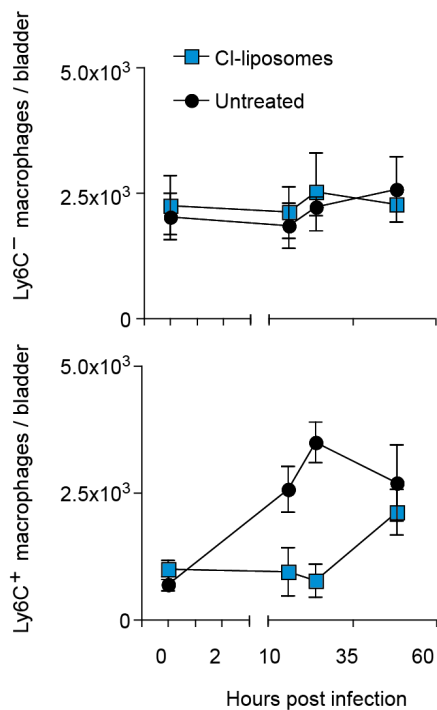 5.0x10³
Cl-liposomes
Untreated
2.5x10³
0
Ly6C⁻ macrophages / bladder
5.0x10³
2.5x10³
0
Ly6C⁺ macrophages / bladder
0 2 10 35 60
Hours post infection